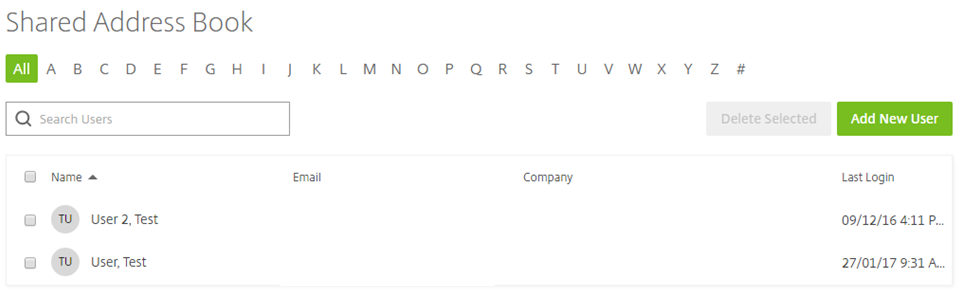 Shared Address Book
All A B C D E F G H I J K L M N O P Q R S T U V W X Y Z #
Search Users Delete Selected Add New User
Name Email Company Last Login
TU User 2, Test 09/12/16 4:11 P...
TU User, Test 27/01/17 9:31 A...